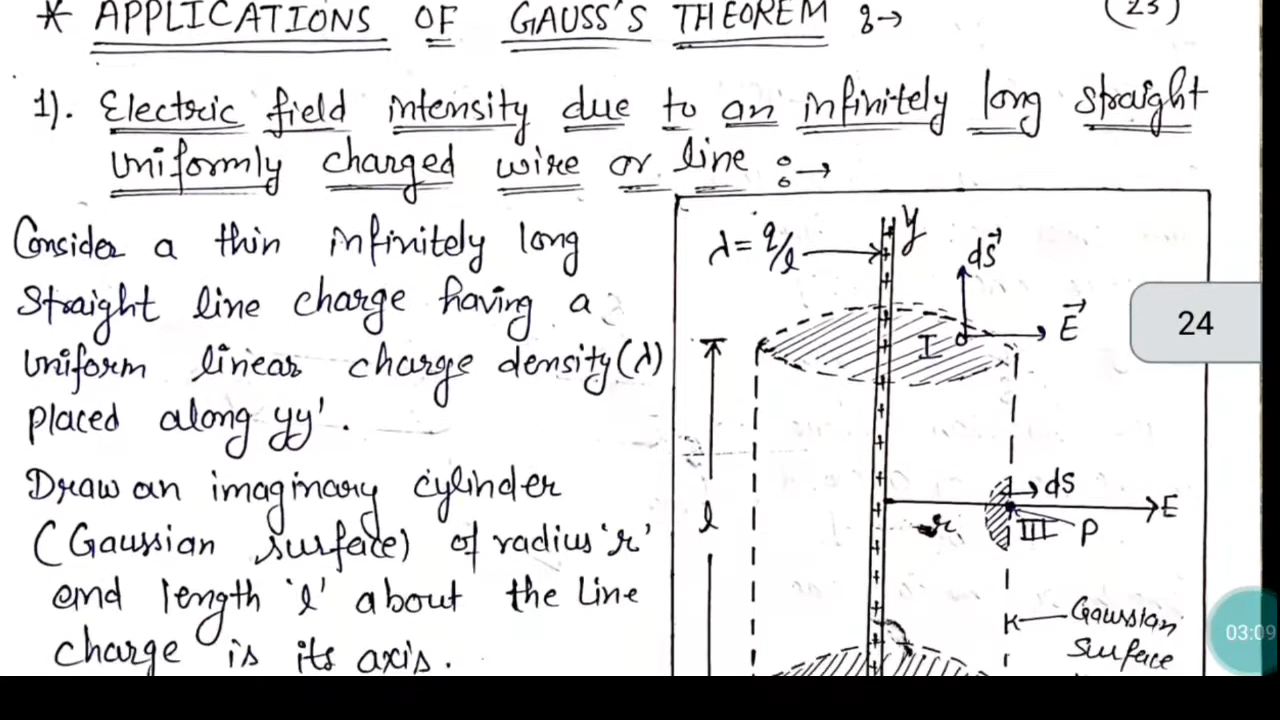 * APPLICATIONS OF GAUSS'S THEOREM :→
(23)
1). Electric field intensity due to an infinitely long straight
uniformly charged wire or line :→
Consider a thin infinitely long
straight line charge having a
uniform linear charge density(λ)
placed along yy'.
Draw an imaginary cylinder
(Gaussian surface) of radius 'r'
and length 'l' about the line
charge is its axis.
λ = q/l
y
dS⃗
I
E⃗
24
l
r
dS
III
P
E
Gaussian
Surface
03:09